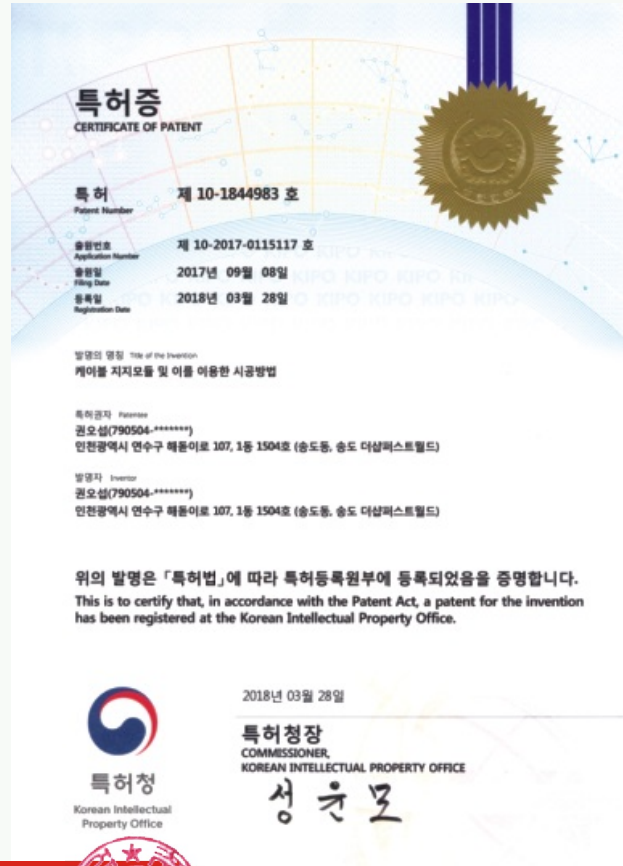 특허증
CERTIFICATE OF PATENT
특 허 제 10-1844983 호
Patent Number
출원번호 제 10-2017-0115117 호
Application Number
출원일 2017년 09월 08일
Filing Date
등록일 2018년 03월 28일
Registration Date
KIPO KIPO KIPO KIPO KIPO
발명의 명칭 Title of the Invention
케이블 지지모듈 및 이를 이용한 시공방법
특허권자 Patentee
권오섭(790504-*******)
인천광역시 연수구 해돋이로 107, 1동 1504호 (송도동, 송도 더샵퍼스트월드)
발명자 Inventor
권오섭(790504-*******)
인천광역시 연수구 해돋이로 107, 1동 1504호 (송도동, 송도 더샵퍼스트월드)
위의 발명은 「특허법」에 따라 특허등록원부에 등록되었음을 증명합니다.
This is to certify that, in accordance with the Patent Act, a patent for the invention
has been registered at the Korean Intellectual Property Office.
2018년 03월 28일
특허청장
COMMISSIONER,
KOREAN INTELLECTUAL PROPERTY OFFICE
성윤모
특허청
Korean Intellectual
Property Office